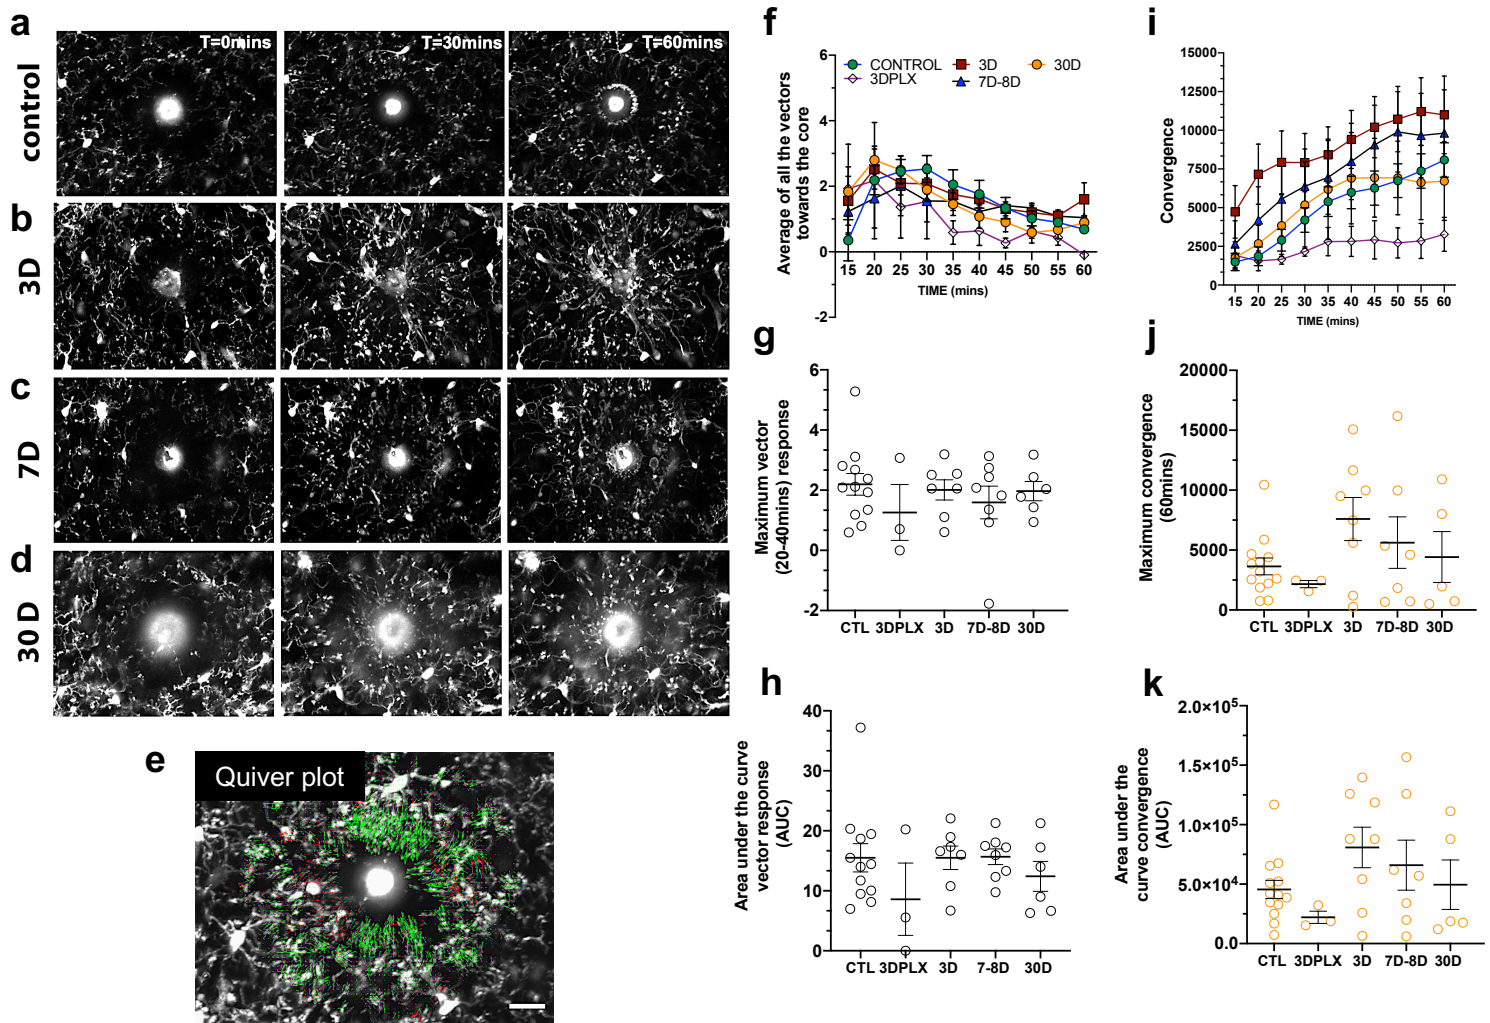 a
control
T=0mins
T=30mins
T=60mins
b
3D
c
7D
d
30D
e
Quiver plot
f
Average of all the vectors
towards the core
6
4
2
0
-2
CONTROL
3D
30D
3DPLX
7D-8D
15 20 25 30 35 40 45 50 55 60
TIME (mins)
g
Maximum vector
(20-40mins) response
6
4
2
0
-2
CTL 3DPLX 3D 7D-8D 30D
h
Area under the curve
vector response
(AUC)
40
30
20
10
0
CTL 3DPLX 3D 7-8D 30D
i
Convergence
15000
12500
10000
7500
5000
2500
0
15 20 25 30 35 40 45 50 55 60
TIME (mins)
j
Maximum convergence
(60mins)
20000
15000
10000
5000
0
CTL 3DPLX 3D 7D-8D 30D
k
Area under the
curve convergence
(AUC)
2.0×10⁵
1.5×10⁵
1.0×10⁵
5.0×10⁴
0.0
CTL 3DPLX 3D 7D-8D 30D